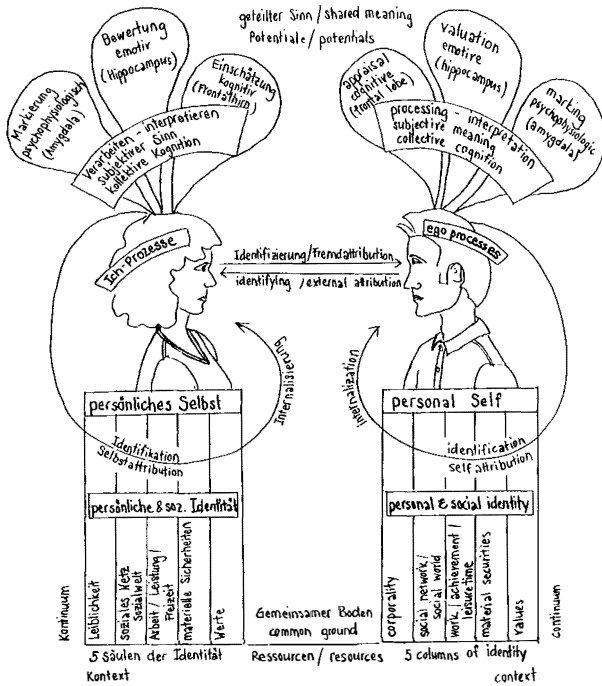 geteilter Sinn / shared meaning
Potentiale / potentials
Markierung
psychophysiologisch
(Amygdala)
Bewertung
emotiv
(Hippocampus)
Einschätzung
kognitiv
(Frontalhirn)
Verarbeiten - interpretieren
subjektiver Sinn
kollektive Kognition
Ich-Prozesse
appraisal
cognitive
(frontal lobe)
valuation
emotive
(hippocampus)
marking
psychophysiologic
(amygdala)
processing - interpretation
subjective meaning
collective cognition
ego processes
Identifizierung/Fremdattribution
identifying / external attribution
Internalisierung
Internalization
persönliches Selbst
Identifikation
Selbstattribution
persönliche & soz. Identität
Kontinuum
Leiblichkeit
soziales Netz
Sozialwelt
Arbeit / Leistung /
Freizeit
materielle Sicherheiten
Werte
5 Säulen der Identität
Kontext
Gemeinsamer Boden
common ground
Ressourcen / resources
personal Self
identification
self attribution
personal & social identity
corporality
social network /
social world
work / achievement /
leisure time
material securities
values
continuum
5 columns of identity
context